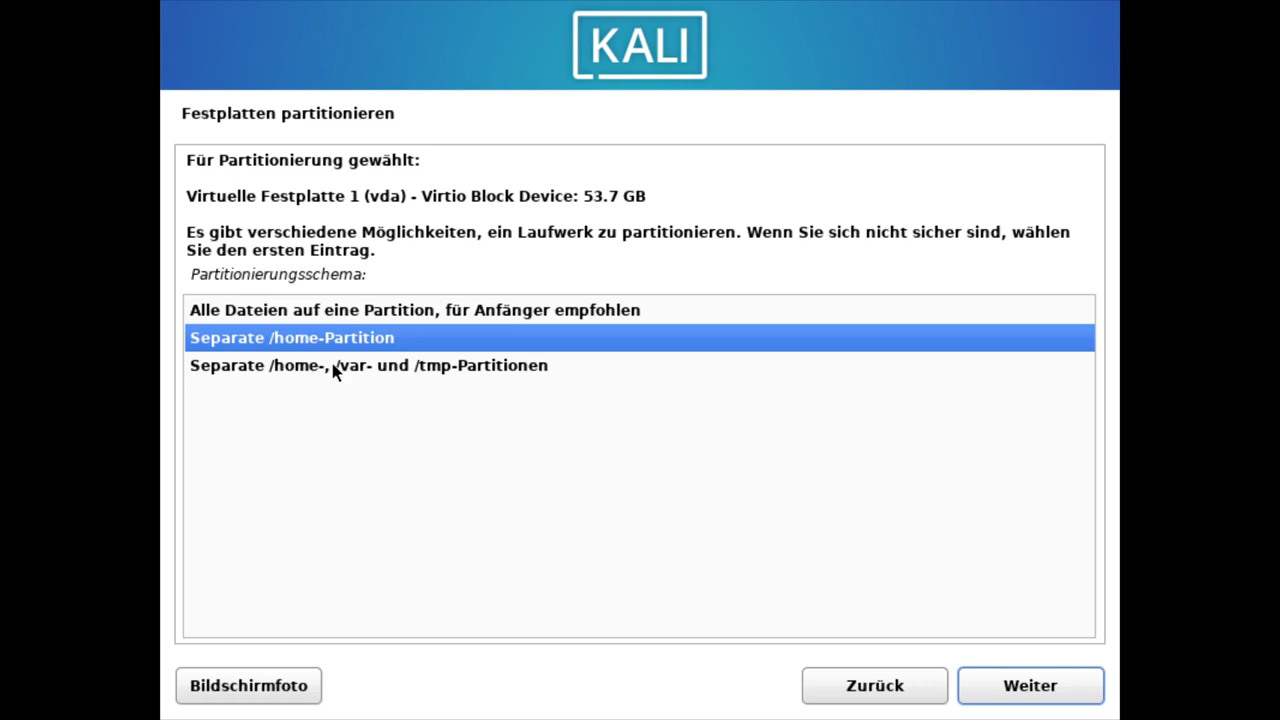 KALI
Festplatten partitionieren
Für Partitionierung gewählt:
Virtuelle Festplatte 1 (vda) - Virtio Block Device: 53.7 GB
Es gibt verschiedene Möglichkeiten, ein Laufwerk zu partitionieren. Wenn Sie sich nicht sicher sind, wählen
Sie den ersten Eintrag.
Partitionierungsschema:
Alle Dateien auf eine Partition, für Anfänger empfohlen
Separate /home-Partition
Separate /home-, /var- und /tmp-Partitionen
Bildschirmfoto
Zurück
Weiter